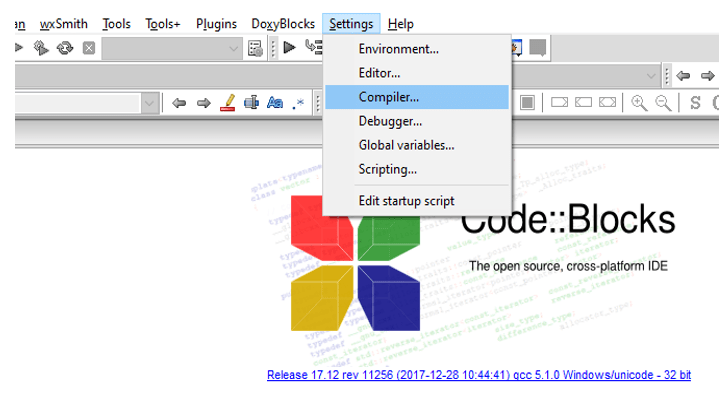 an wxSmith Tools Tools+ Plugins DoxyBlocks Settings Help
Environment...
Editor...
Compiler...
Debugger...
Global variables...
Scripting...
Edit startup script
Code::Blocks
The open source, cross-platform IDE
Release 17.12 rev 11256 (2017-12-28 10:44:41) gcc 5.1.0 Windows/unicode - 32 bit